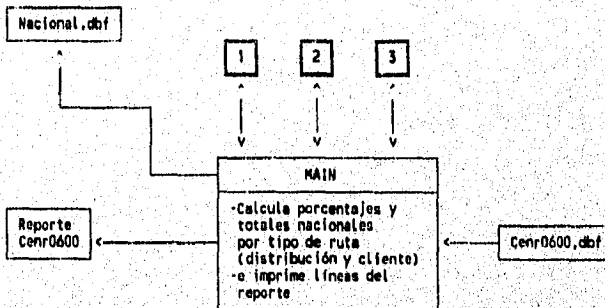 Nacional.dbf
1 2 3
MAIN
-Calcula porcentajes y
totales nacionales
por tipo de ruta
(distribución y cliente)
-e imprime líneas del
reporte
Reporte
Cenr0600
Cenr0600.dbf